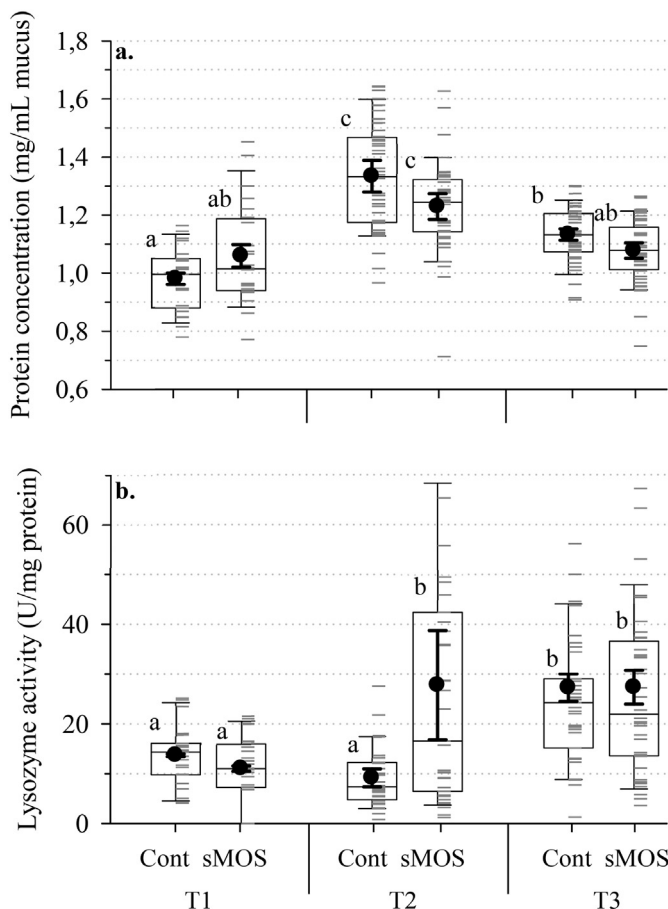 Protein concentration (mg/mL mucus)
a.
1,8
1,6
1,4
1,2
1,0
0,8
0,6
a
ab
c
c
b
ab
Lysozyme activity (U/mg protein)
b.
60
40
20
0
a
a
a
b
b
b
Cont sMOS Cont sMOS Cont sMOS
T1 T2 T3